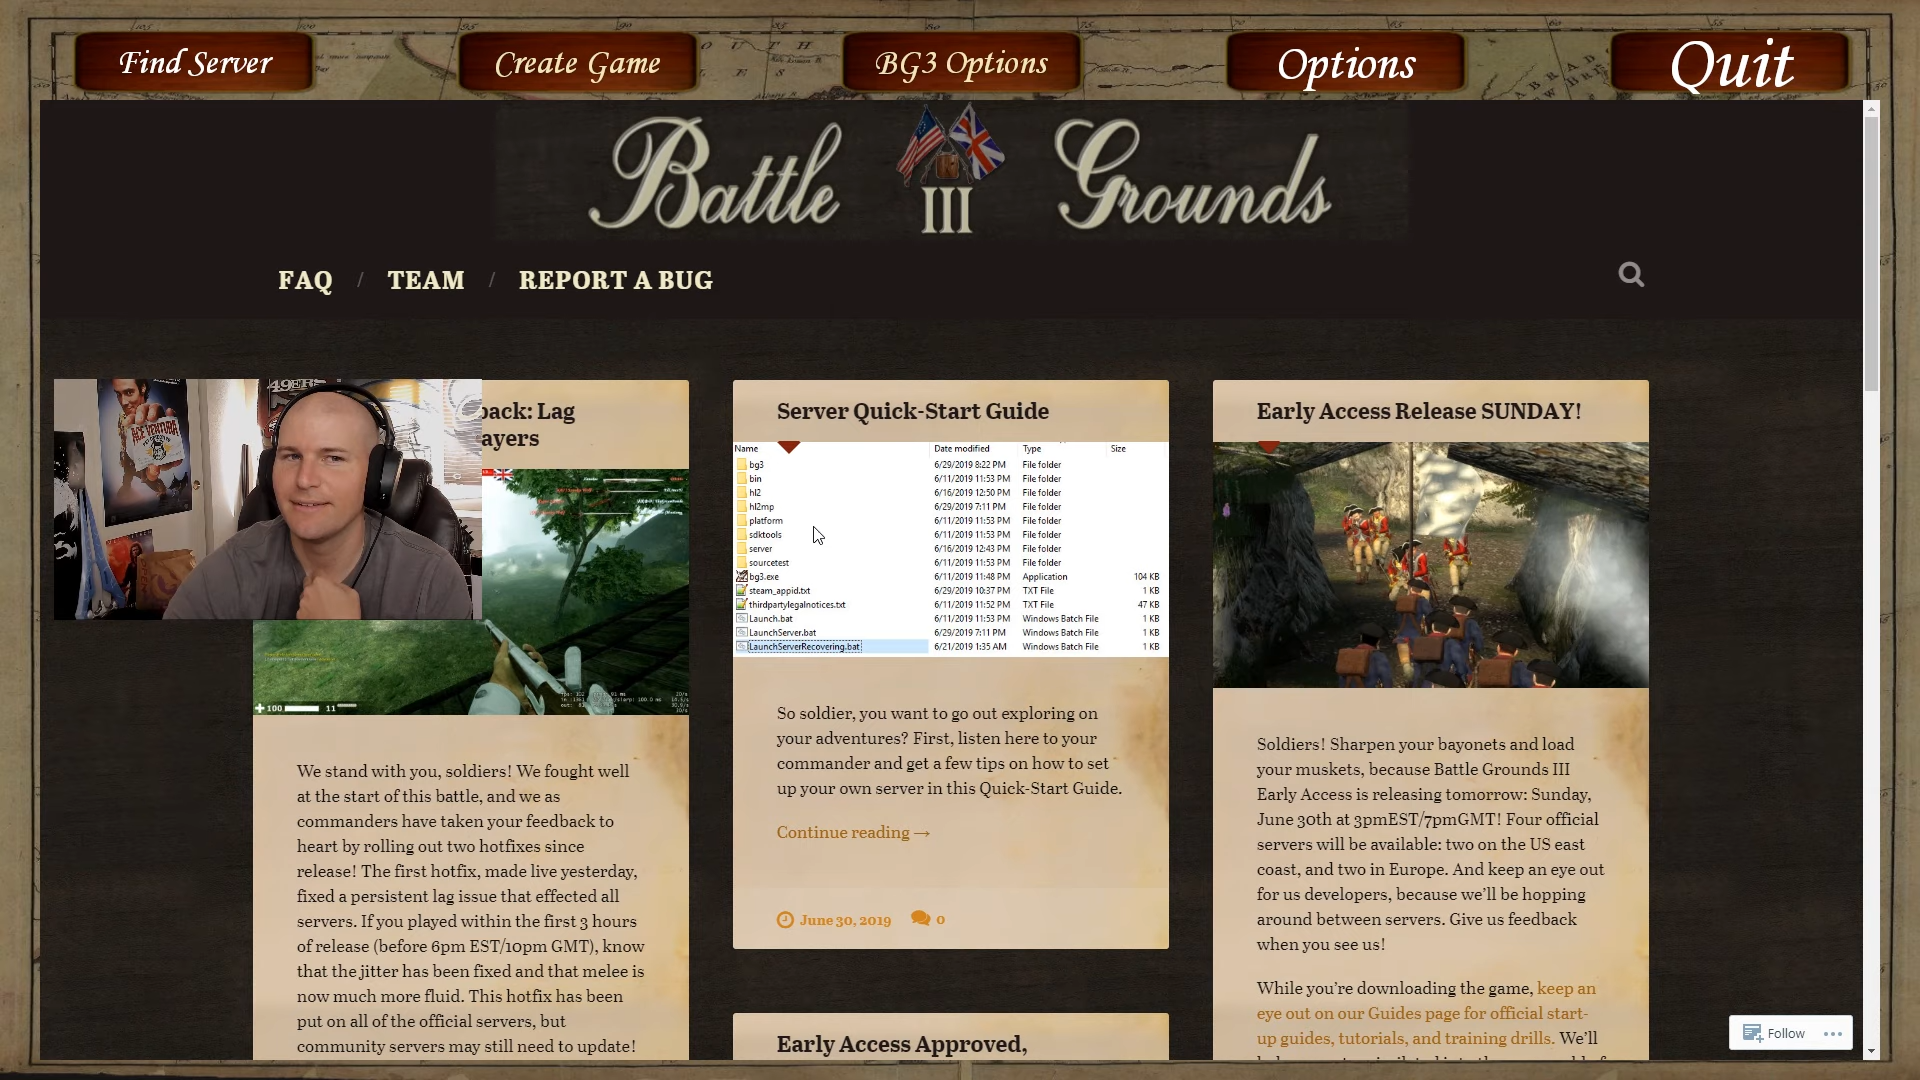 Find Server
Create Game
BG3 Options
Options
Quit
Battle III Grounds
FAQ / TEAM / REPORT A BUG
49ERS
ACE VENTURA
back: Lag
ayers
100
11
We stand with you, soldiers! We fought well
at the start of this battle, and we as
commanders have taken your feedback to
heart by rolling out two hotfixes since
release! The first hotfix, made live yesterday,
fixed a persistent lag issue that effected all
servers. If you played within the first 3 hours
of release (before 6pm EST/10pm GMT), know
that the jitter has been fixed and that melee is
now much more fluid. This hotfix has been
put on all of the official servers, but
community servers may still need to update!
Server Quick-Start Guide
Name Date modified Type Size
bg3 6/29/2019 8:22 PM File folder
bin 6/11/2019 11:53 PM File folder
hl2 6/16/2019 12:50 PM File folder
hl2mp 6/29/2019 7:11 PM File folder
platform 6/11/2019 11:53 PM File folder
sdktools 6/11/2019 11:53 PM File folder
server 6/16/2019 12:43 PM File folder
sourcetest 6/11/2019 11:53 PM File folder
bg3.exe 6/11/2019 11:48 PM Application 104 KB
steam_appid.txt 6/29/2019 10:37 PM TXT File 1 KB
thirdpartylegalnotices.txt 6/11/2019 11:52 PM TXT File 47 KB
Launch.bat 6/11/2019 11:53 PM Windows Batch File 1 KB
LaunchServer.bat 6/29/2019 7:11 PM Windows Batch File 1 KB
LaunchServerRecovering.bat 6/21/2019 1:35 AM Windows Batch File 1 KB
So soldier, you want to go out exploring on
your adventures? First, listen here to your
commander and get a few tips on how to set
up your own server in this Quick-Start Guide.
Continue reading →
June 30, 2019 0
Early Access Approved,
Early Access Release SUNDAY!
Soldiers! Sharpen your bayonets and load
your muskets, because Battle Grounds III
Early Access is releasing tomorrow: Sunday,
June 30th at 3pmEST/7pmGMT! Four official
servers will be available: two on the US east
coast, and two in Europe. And keep an eye out
for us developers, because we'll be hopping
around between servers. Give us feedback
when you see us!
While you're downloading the game, keep an
eye out on our Guides page for official start-
up guides, tutorials, and training drills. We'll
Follow